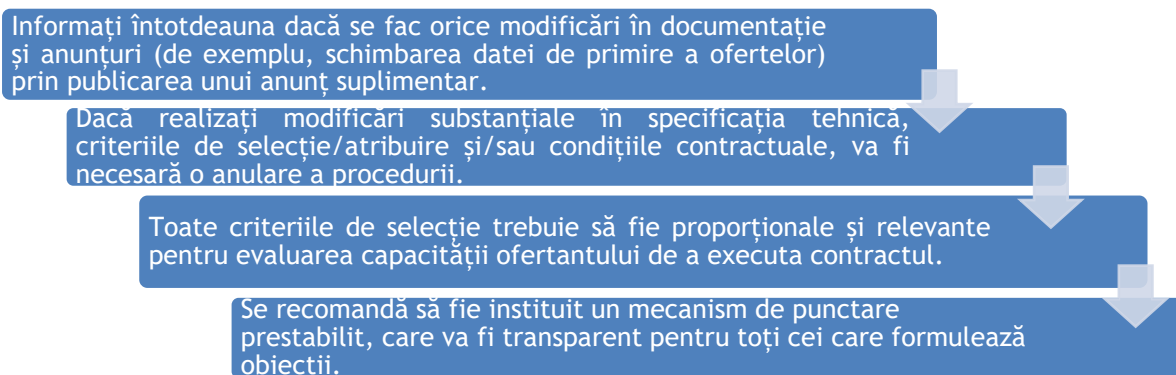 Informați întotdeauna dacă se fac orice modificări în documentație
și anunțuri (de exemplu, schimbarea datei de primire a ofertelor)
prin publicarea unui anunț suplimentar.
Dacă realizați modificări substanțiale în specificația tehnică,
criteriile de selecție/atribuire și/sau condițiile contractuale, va fi
necesară o anulare a procedurii.
Toate criteriile de selecție trebuie să fie proporționale și relevante
pentru evaluarea capacității ofertantului de a executa contractul.
Se recomandă să fie instituit un mecanism de punctare
prestabilit, care va fi transparent pentru toți cei care formulează
obiecții.